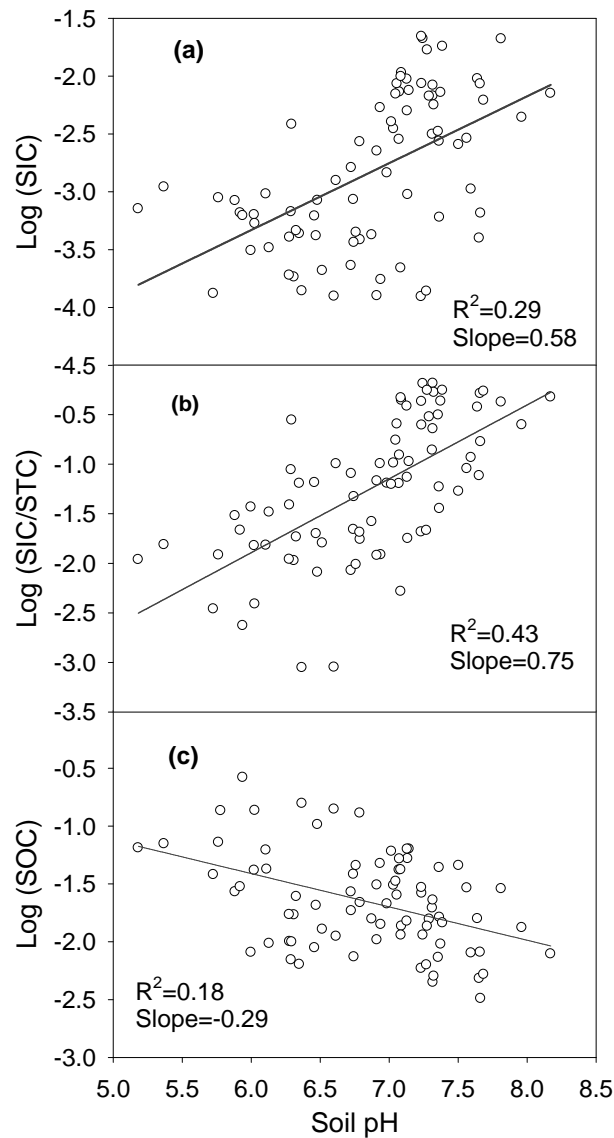 -1.5
(a)
-2.0
-2.5
-3.0
-3.5
-4.0
Log (SIC)
R²=0.29
Slope=0.58
-4.5
(b)
-0.5
-1.0
-1.5
-2.0
-2.5
-3.0
Log (SIC/STC)
R²=0.43
Slope=0.75
-3.5
(c)
-0.5
-1.0
-1.5
-2.0
-2.5
-3.0
Log (SOC)
R²=0.18
Slope=-0.29
5.0 5.5 6.0 6.5 7.0 7.5 8.0 8.5
Soil pH